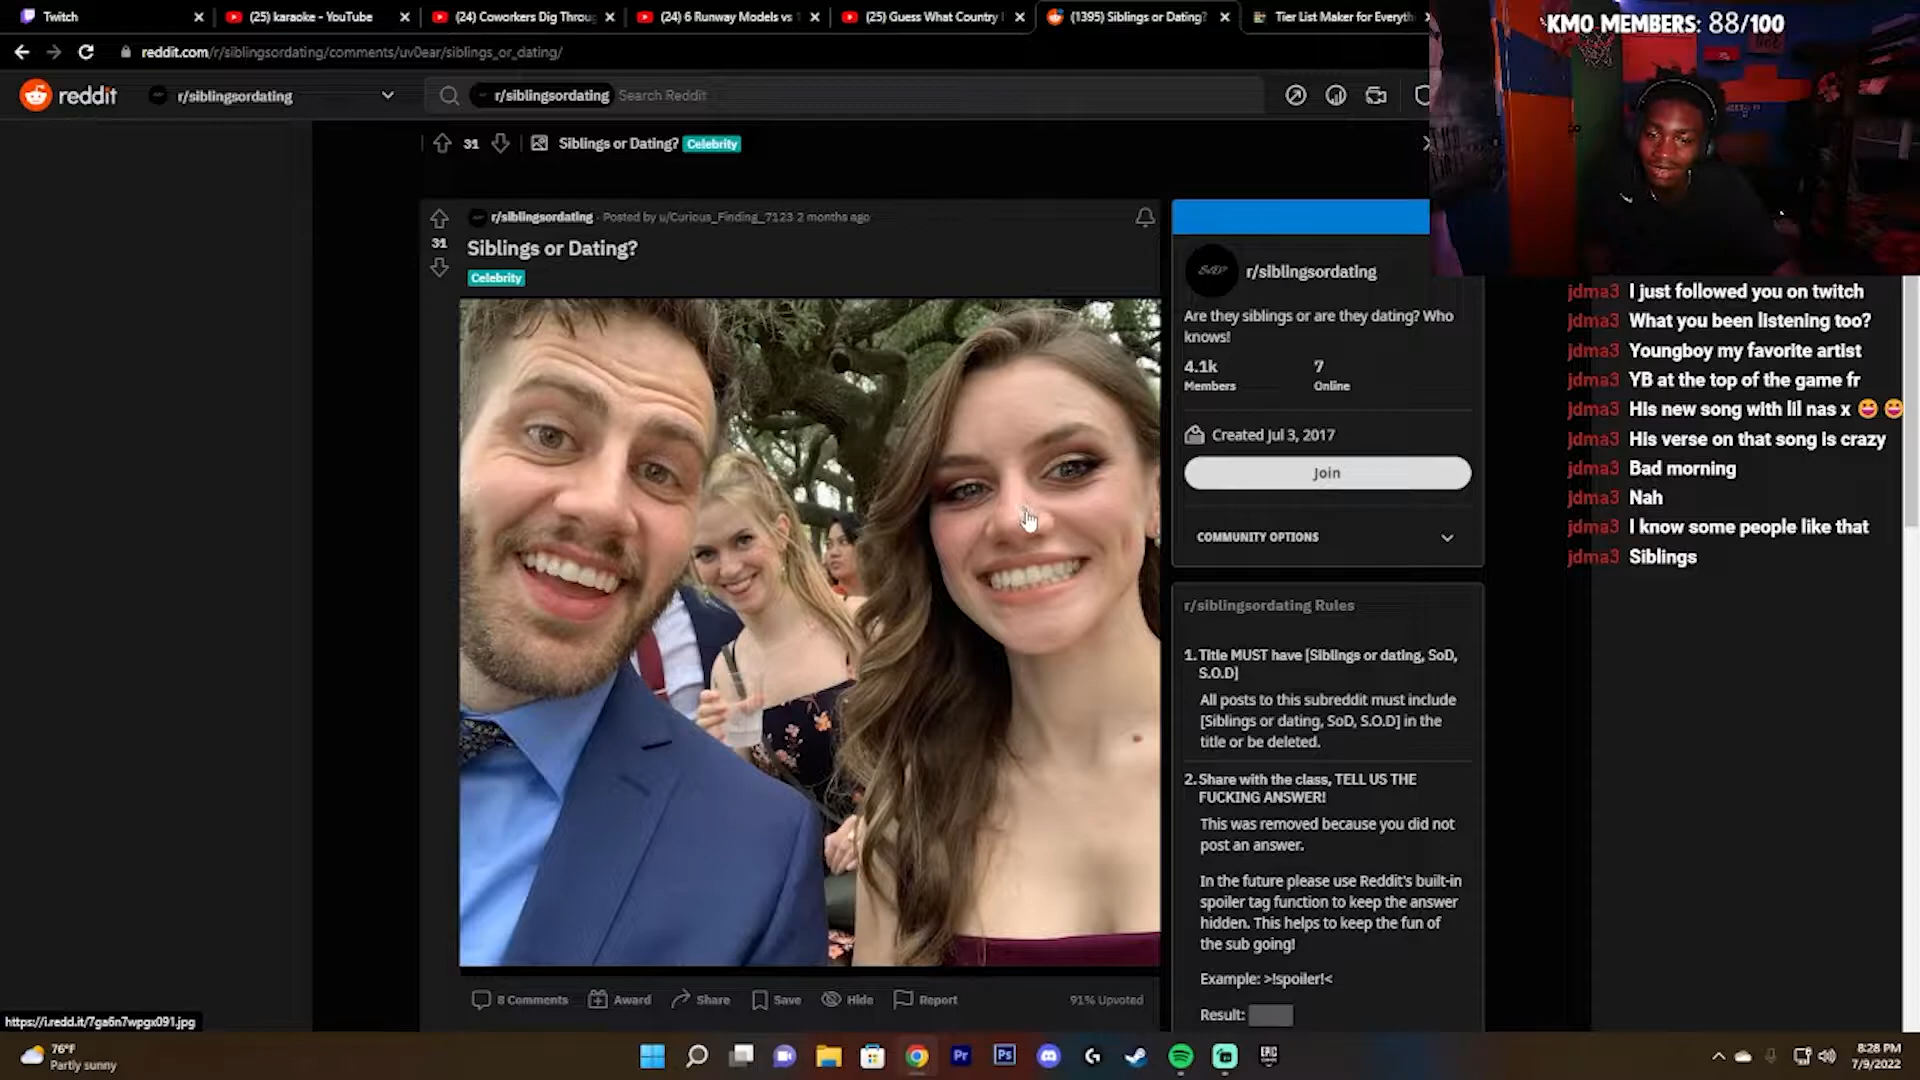 Twitch
(25) karaoke - YouTube
(24) Coworkers Dig Throu
(24) 6 Runway Models vs
(25) Guess What Country
(1395) Siblings or Dating?
Tier List Maker for Everyth
KMO MEMBERS: 88/100
reddit.com/r/siblingsordating/comments/uv0ear/siblings_or_dating/
reddit
r/siblingsordating
r/siblingsordating
Search Reddit
31
Siblings or Dating?
Celebrity
r/siblingsordating · Posted by u/Curious_Finding_7123 2 months ago
31
Siblings or Dating?
Celebrity
8 Comments
Award
Share
Save
Hide
Report
91% Upvoted
r/siblingsordating
Are they siblings or are they dating? Who
knows!
4.1k
Members
7
Online
Created Jul 3, 2017
Join
COMMUNITY OPTIONS
r/siblingsordating Rules
1. Title MUST have [Siblings or dating, SoD,
S.O.D]
All posts to this subreddit must include
[Siblings or dating, SoD, S.O.D] in the
title or be deleted.
2. Share with the class, TELL US THE
FUCKING ANSWER!
This was removed because you did not
post an answer.
In the future please use Reddit's built-in
spoiler tag function to keep the answer
hidden. This helps to keep the fun of
the sub going!
Example: >!spoiler!<
Result:
jdma3 I just followed you on twitch
jdma3 What you been listening too?
jdma3 Youngboy my favorite artist
jdma3 YB at the top of the game fr
jdma3 His new song with lil nas x 😆 😆
jdma3 His verse on that song is crazy
jdma3 Bad morning
jdma3 Nah
jdma3 I know some people like that
jdma3 Siblings
https://i.redd.it/7ga6n7wpgx091.jpg
76°F
Partly sunny
Pr
Ps
EPIC
8:28 PM
7/9/2022